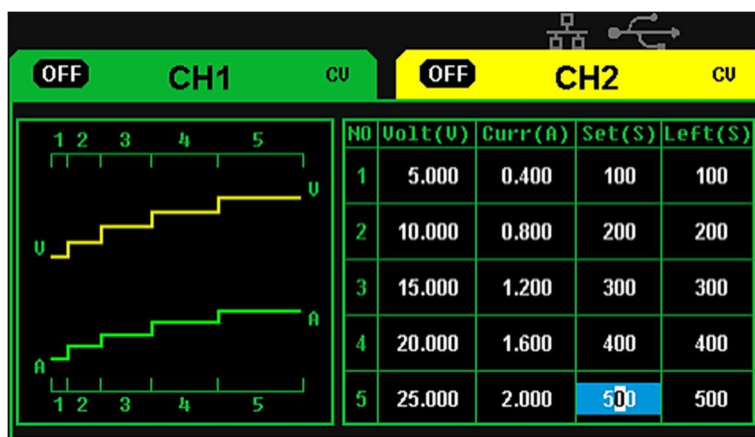 OFF CH1 CV OFF CH2 CV
1 2 3 4 5
V V
A A
1 2 3 4 5
NO Volt(V) Curr(A) Set(S) Left(S)
1 5.000 0.400 100 100
2 10.000 0.800 200 200
3 15.000 1.200 300 300
4 20.000 1.600 400 400
5 25.000 2.000 500 500